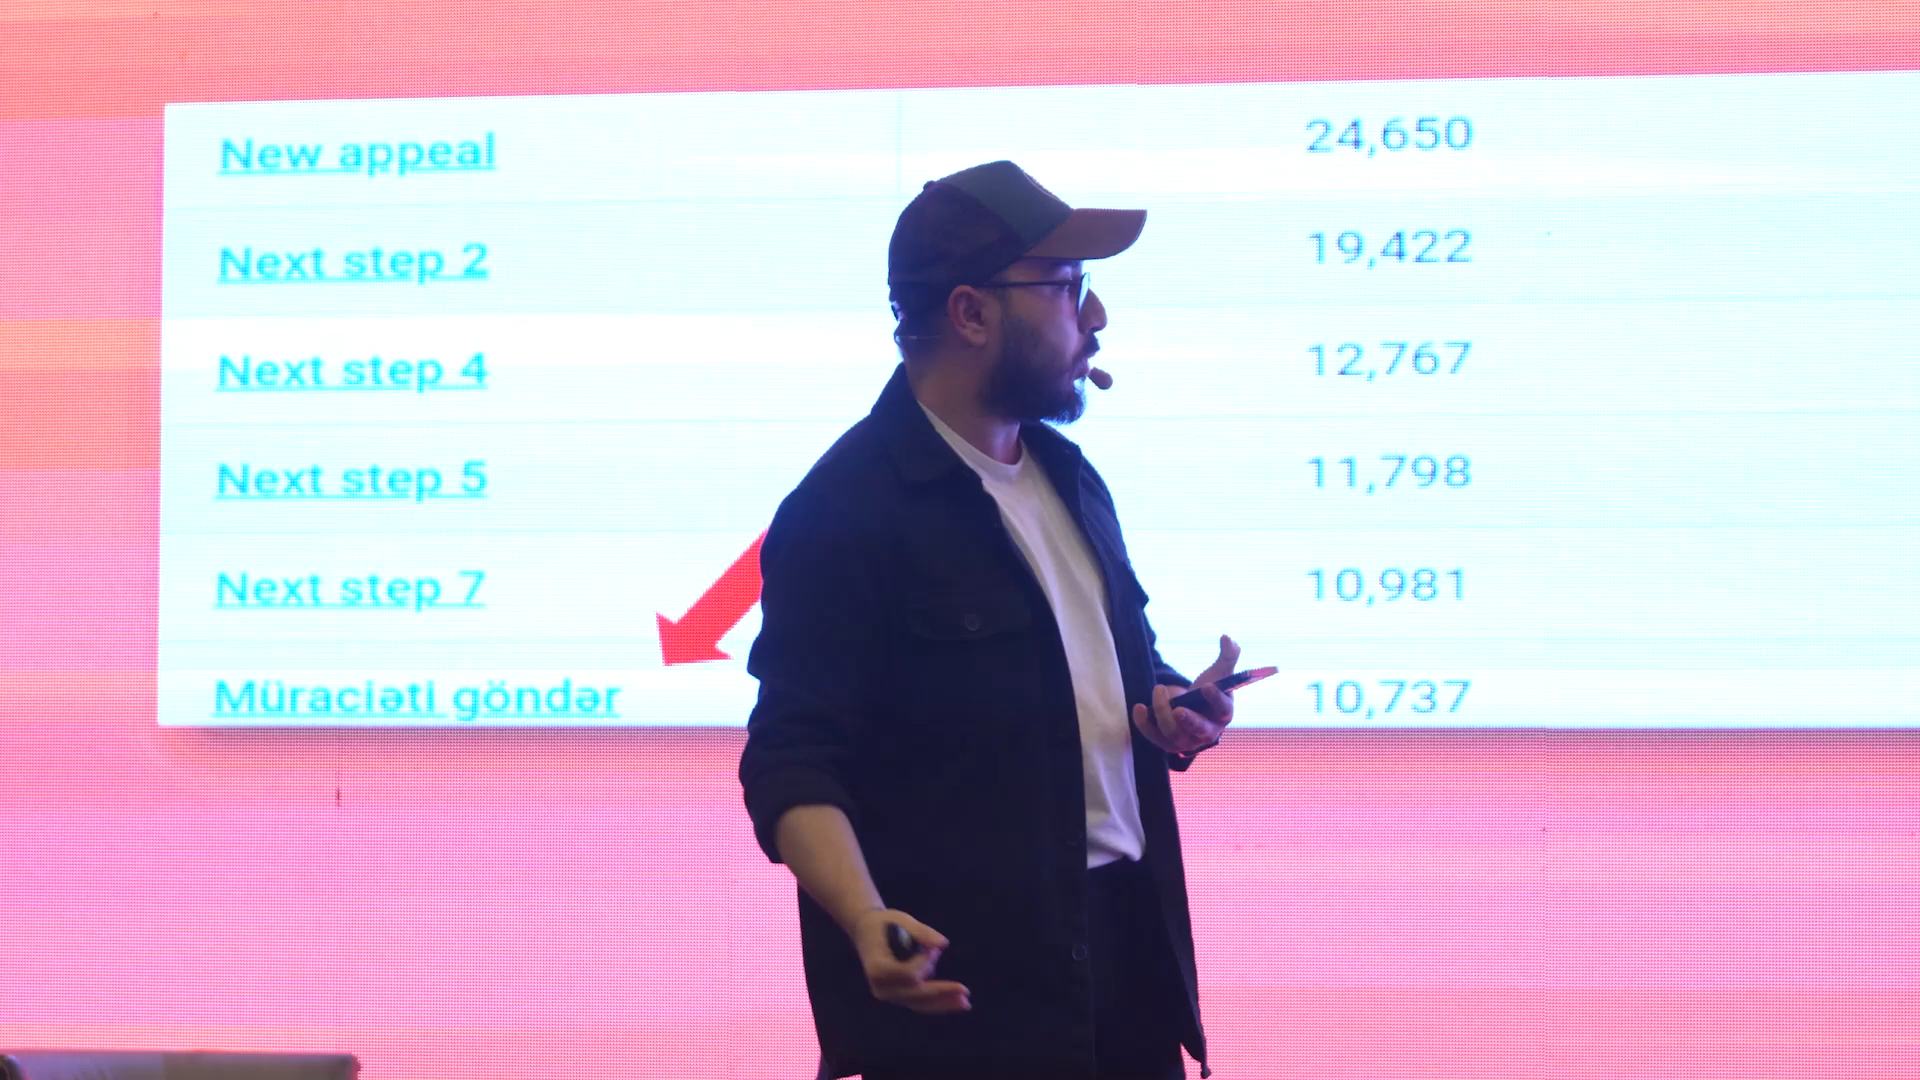 New appeal 24,650
Next step 2 19,422
Next step 4 12,767
Next step 5 11,798
Next step 7 10,981
Müraciəti göndər 10,737